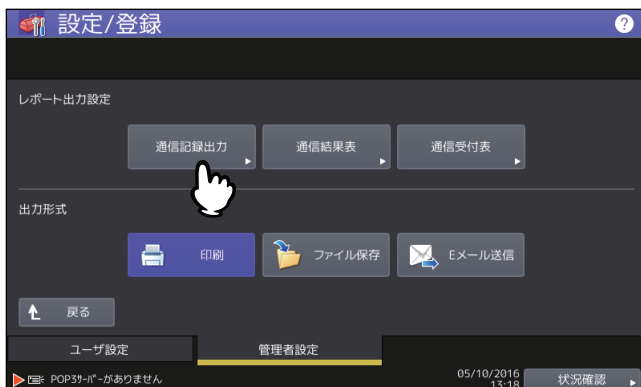 設定/登録
?
レポート出力設定
通信記録出力
通信結果表
通信受付表
出力形式
印刷
ファイル保存
Eメール送信
戻る
ユーザ設定
管理者設定
POP3ｻｰﾊﾞｰがありません
05/10/2016
13:18
状況確認